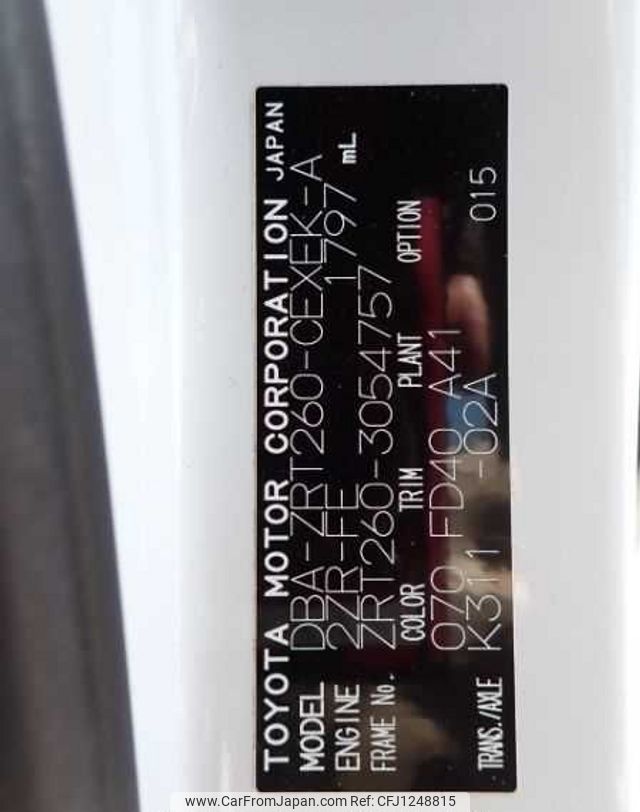 TOYOTA MOTOR CORPORATION JAPAN
MODEL DBA-ZRT260-CEXEK-A
ENGINE 2ZR-FE 1797 mL
FRAME No. ZRT260-3054757
COLOR TRIM PLANT OPTION
070 FD40 A41
TRANS./AXLE K311 -02A 015
www.CarFromJapan.com Ref:CFJ1248815